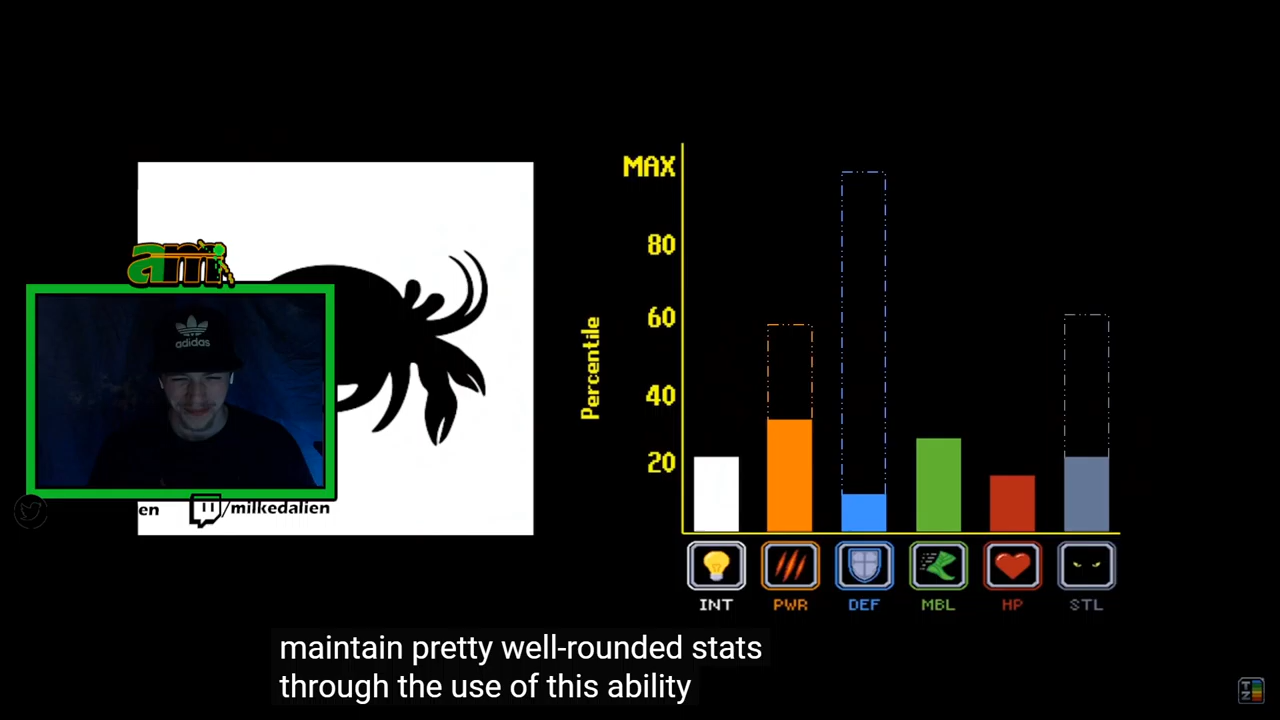 MAX
80
60
40
20
Percentile
INT PWR DEF MBL HP STL
ami
adidas
en /milkedalien
maintain pretty well-rounded stats
through the use of this ability
TZ